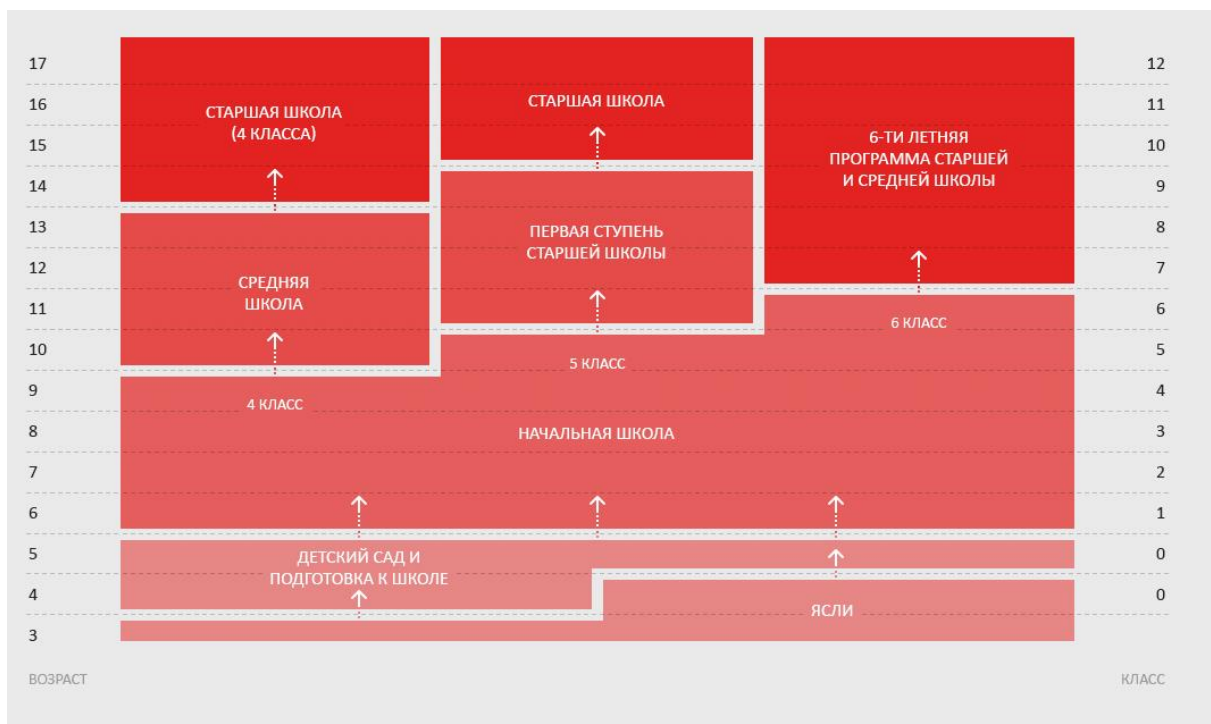 17
12
СТАРШАЯ ШКОЛА
(4 КЛАССА)
СТАРШАЯ ШКОЛА
16
11
15
10
6-ТИ ЛЕТНЯЯ
ПРОГРАММА СТАРШЕЙ
И СРЕДНЕЙ ШКОЛЫ
14
9
13
8
ПЕРВАЯ СТУПЕНЬ
СТАРШЕЙ ШКОЛЫ
12
7
СРЕДНЯЯ
ШКОЛА
11
6
6 КЛАСС
10
5
5 КЛАСС
9
4
4 КЛАСС
8
НАЧАЛЬНАЯ ШКОЛА
3
7
2
6
1
5
0
ДЕТСКИЙ САД И
ПОДГОТОВКА К ШКОЛЕ
4
0
ЯСЛИ
3
ВОЗРАСТ
КЛАСС